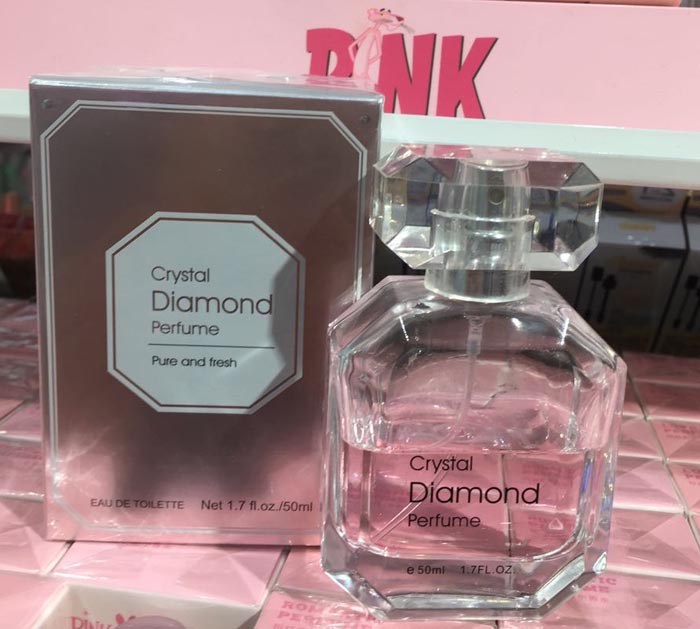 PINK
Crystal
Diamond
Perfume
Pure and fresh
EAU DE TOILETTE Net 1.7 fl.oz./50ml
Crystal
Diamond
Perfume
e 50ml 1.7FL.OZ.
PINK